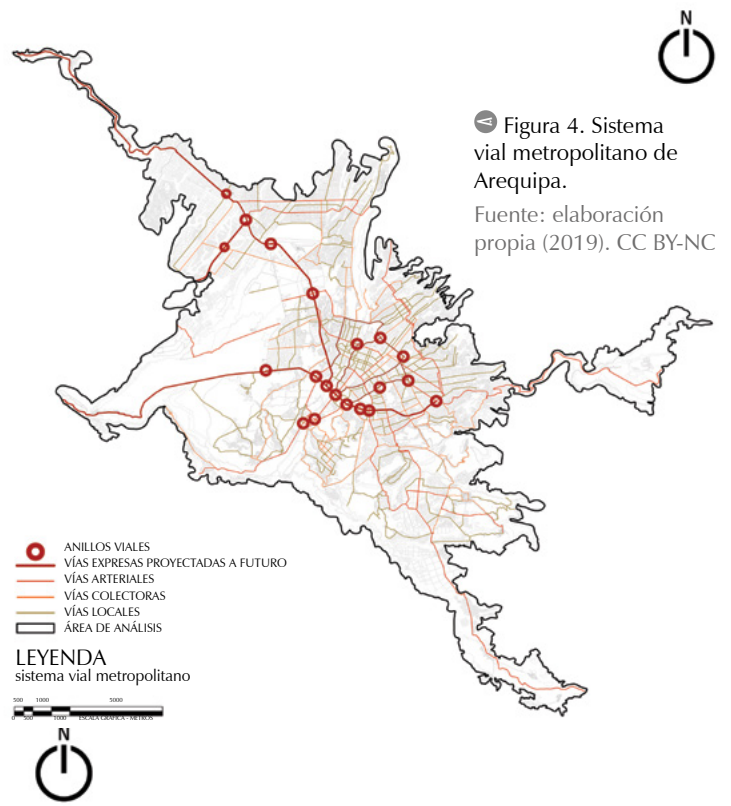 N
Figura 4. Sistema
vial metropolitano de
Arequipa.
Fuente: elaboración
propia (2019). CC BY-NC
ANILLOS VIALES
VÍAS EXPRESAS PROYECTADAS A FUTURO
VÍAS ARTERIALES
VÍAS COLECTORAS
VÍAS LOCALES
ÁREA DE ANÁLISIS
LEYENDA
sistema vial metropolitano
500 1000 5000
0 500 1000 ESCALA GRÁFICA - METROS
N